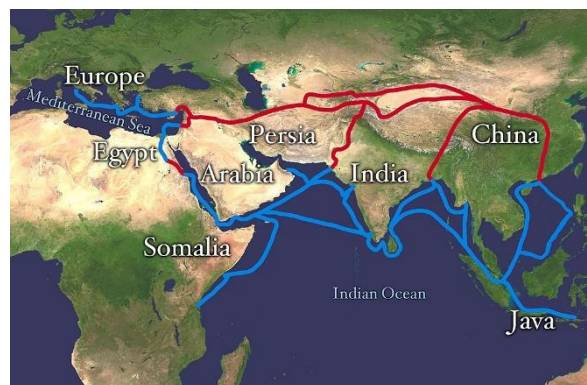 Europe
Mediterranean Sea
Egypt
Persia
Arabia
India
China
Somalia
Indian Ocean
Java